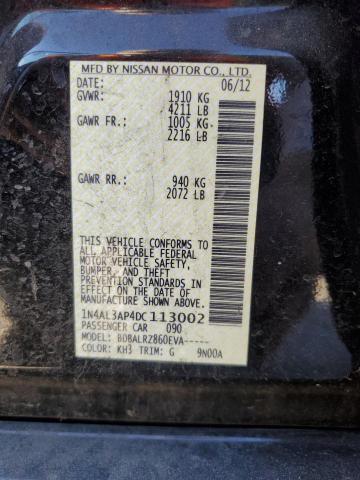 MFD BY NISSAN MOTOR CO., LTD.
DATE: 06/12
GVWR: 1910 KG
4211 LB
GAWR FR: 1005 KG
2216 LB
GAWR RR: 940 KG
2072 LB
THIS VEHICLE CONFORMS TO
ALL APPLICABLE FEDERAL
MOTOR VEHICLE SAFETY,
BUMPER, AND THEFT
PREVENTION STANDARDS
IN EFFECT ON THE DATE OF
MANUFACTURE SHOWN ABOVE.
1N4AL3AP4DC113002
PASSENGER CAR 090
MODEL: BDBALRZ860EVA-----
COLOR: KH3 TRIM: G 9N00A